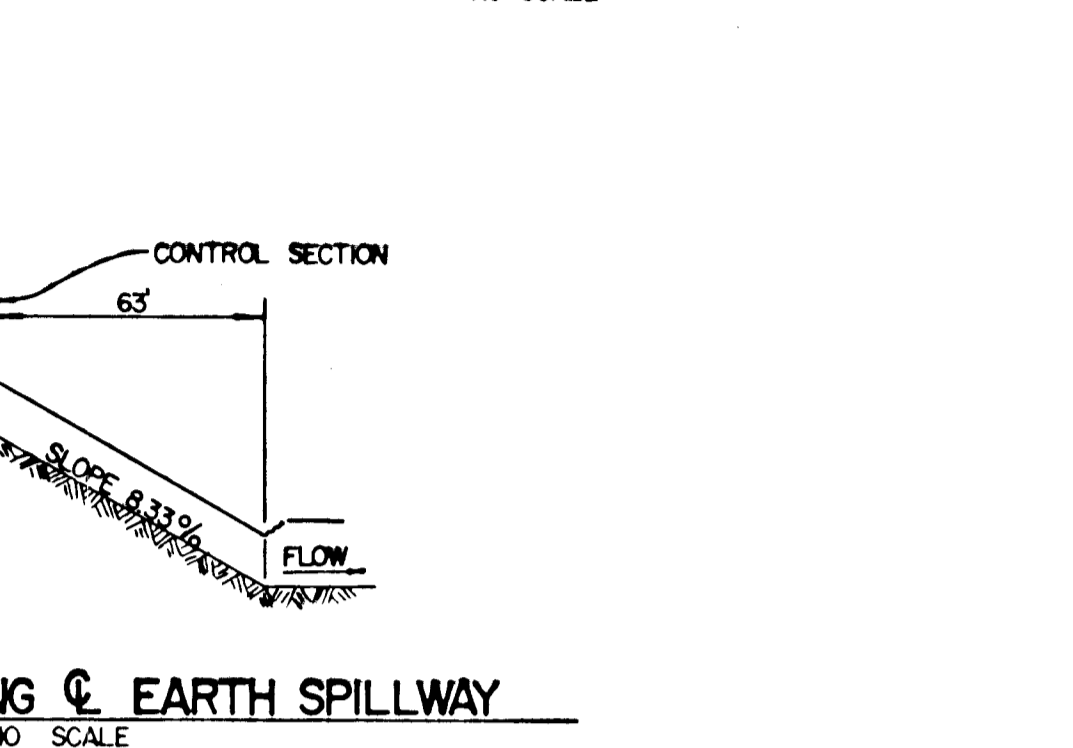 CONTROL SECTION
63'
SLOPE 8.33%
FLOW
℄ EARTH SPILLWAY
SCALE